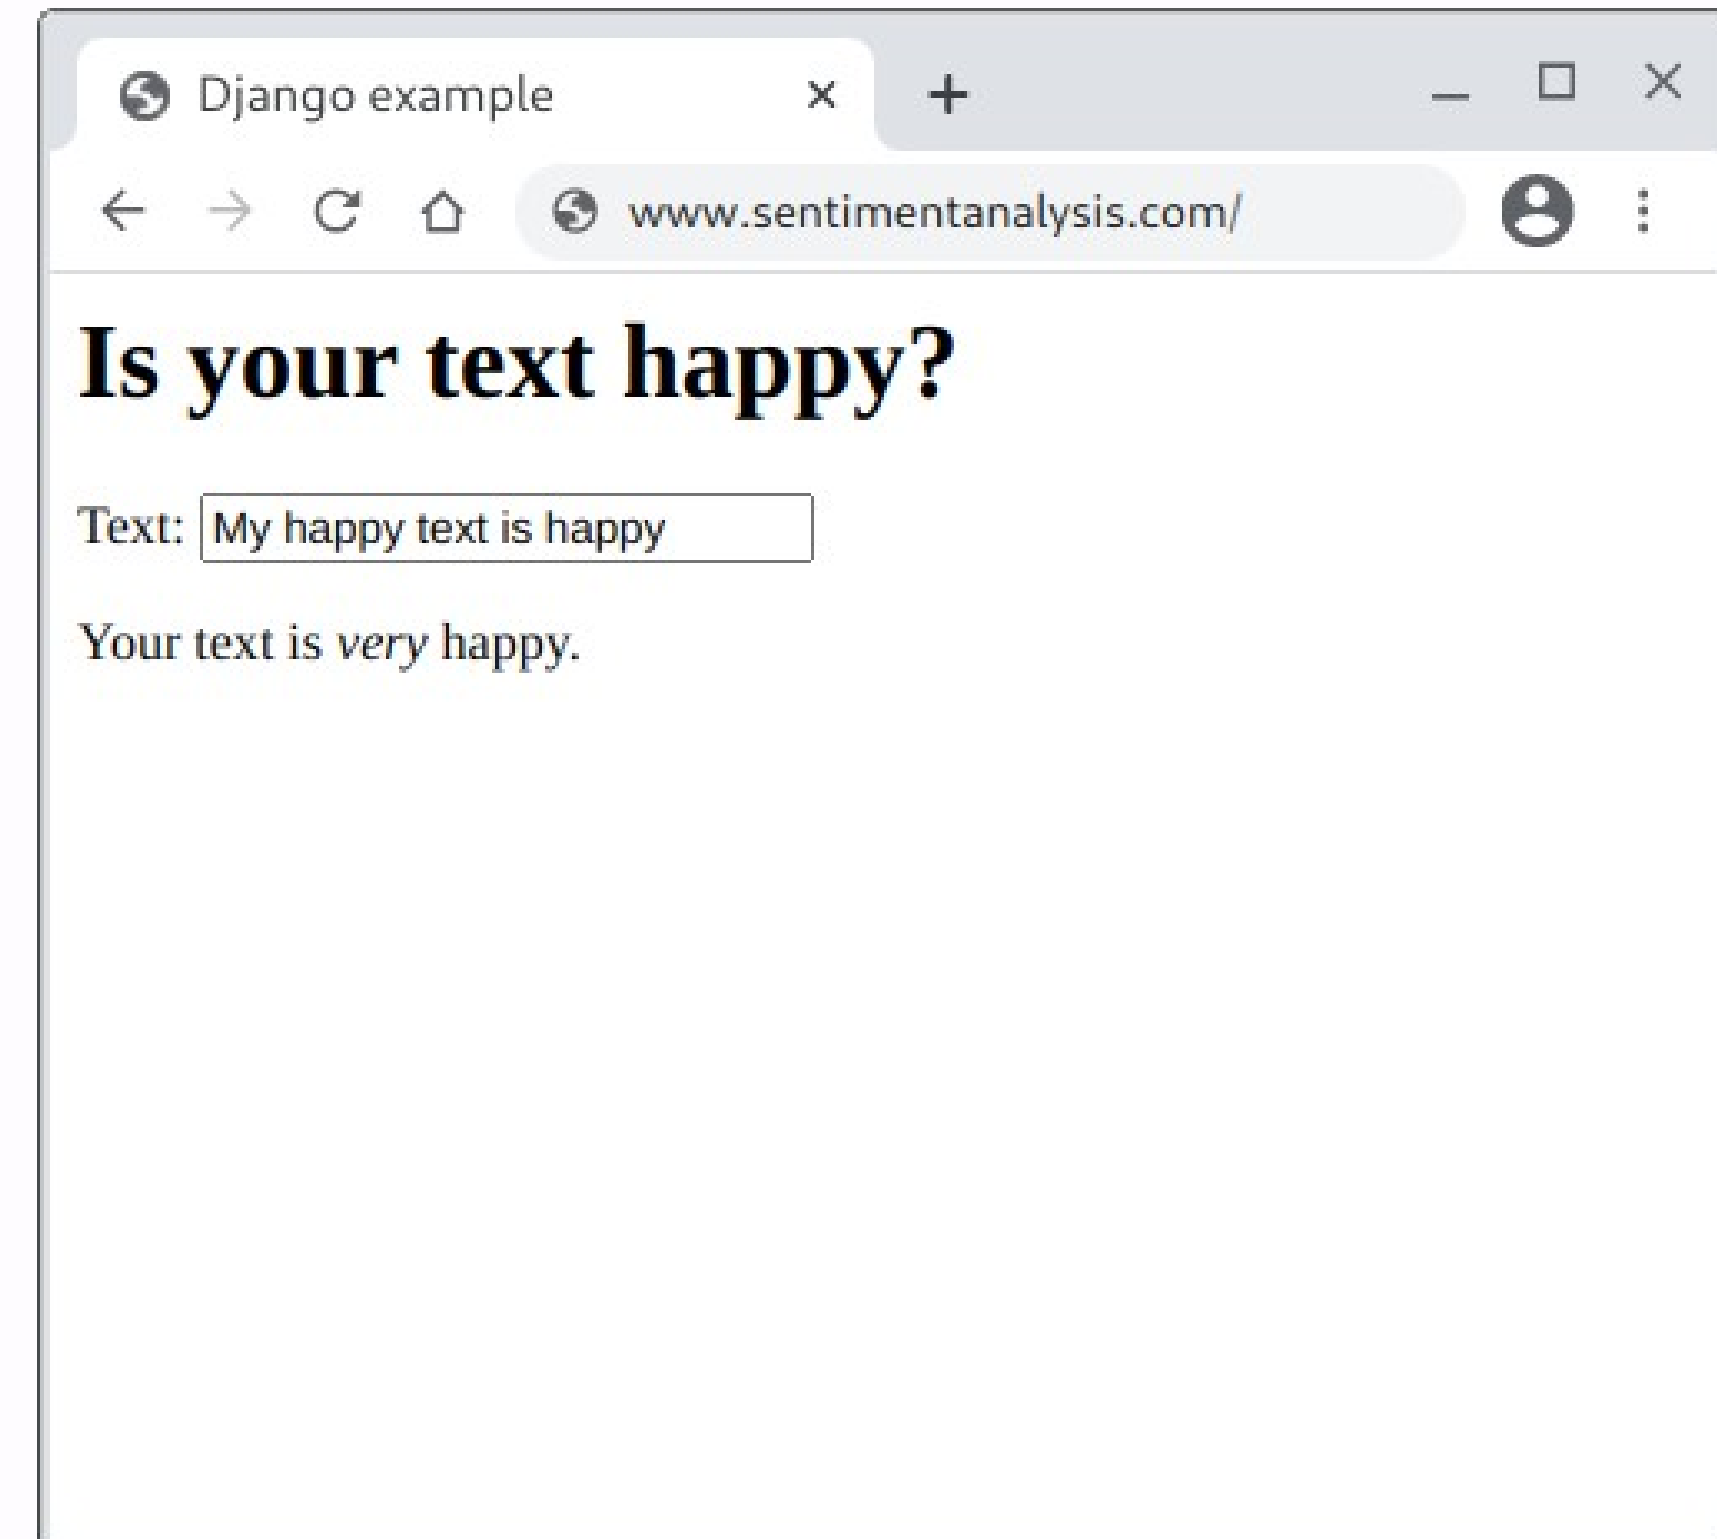 Django example
www.sentimentanalysis.com/
Is your text happy?
Text: My happy text is happy
Your text is very happy.